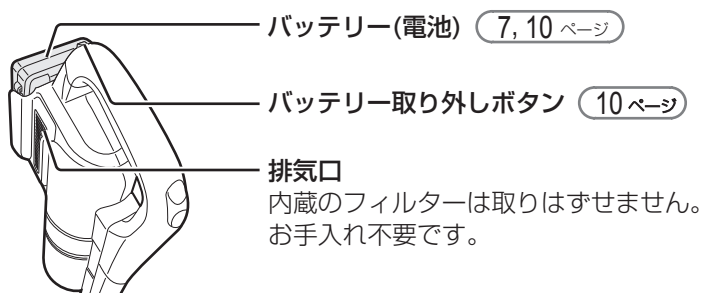 バッテリー(電池) 7, 10 ページ
バッテリー取り外しボタン 10 ページ
排気口
内蔵のフィルターは取りはずせません。
お手入れ不要です。